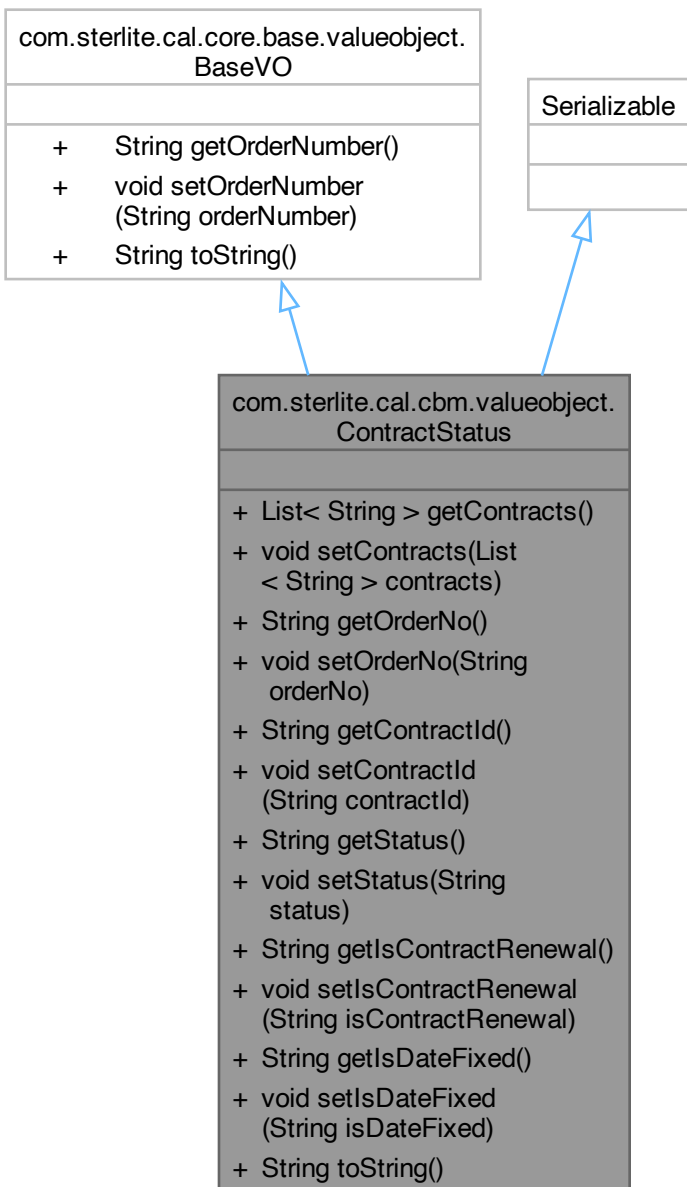 com.sterlite.cal.core.base.valueobject.
BaseVO
+ String getOrderNumber()
+ void setOrderNumber
(String orderNumber)
+ String toString()
Serializable
com.sterlite.cal.cbm.valueobject.
ContractStatus
+ List< String > getContracts()
+ void setContracts(List
< String > contracts)
+ String getOrderNo()
+ void setOrderNo(String
orderNo)
+ String getContractId()
+ void setContractId
(String contractId)
+ String getStatus()
+ void setStatus(String
status)
+ String getIsContractRenewal()
+ void setIsContractRenewal
(String isContractRenewal)
+ String getIsDateFixed()
+ void setIsDateFixed
(String isDateFixed)
+ String toString()